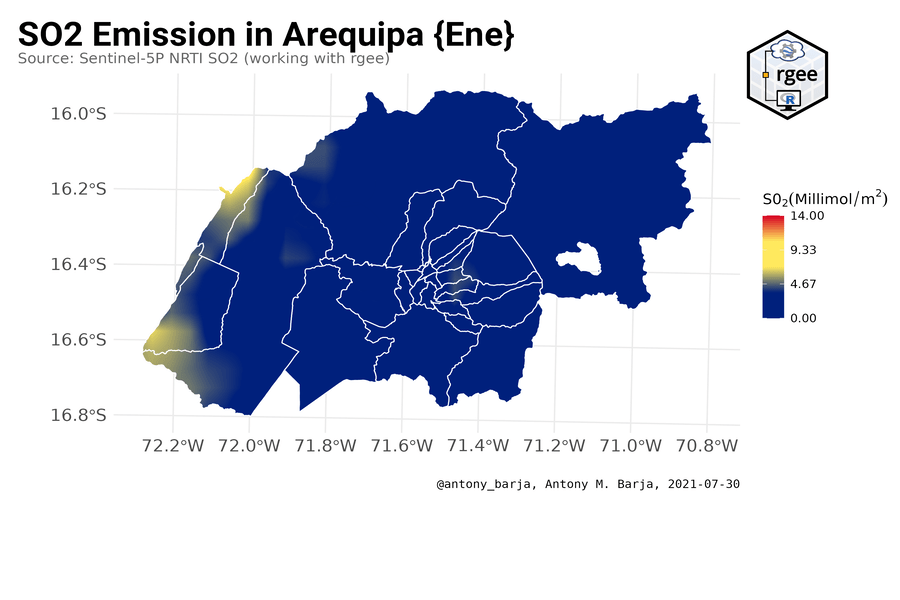 SO2 Emission in Arequipa {Ene}
Source: Sentinel-5P NRTI SO2 (working with rgee)
rgee
R
16.0°S
16.2°S
16.4°S
16.6°S
16.8°S
72.2°W 72.0°W 71.8°W 71.6°W 71.4°W 71.2°W 71.0°W 70.8°W
S0₂(Millimol/m²)
14.00
9.33
4.67
0.00
@antony_barja, Antony M. Barja, 2021-07-30